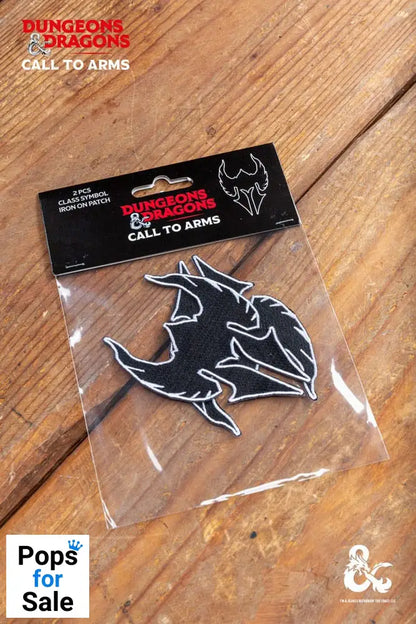 DUNGEONS
& DRAGONS
CALL TO ARMS
2 PCS
CLASS SYMBOL
IRON ON PATCH
DUNGEONS
& DRAGONS
CALL TO ARMS
Pops
for
Sale
&